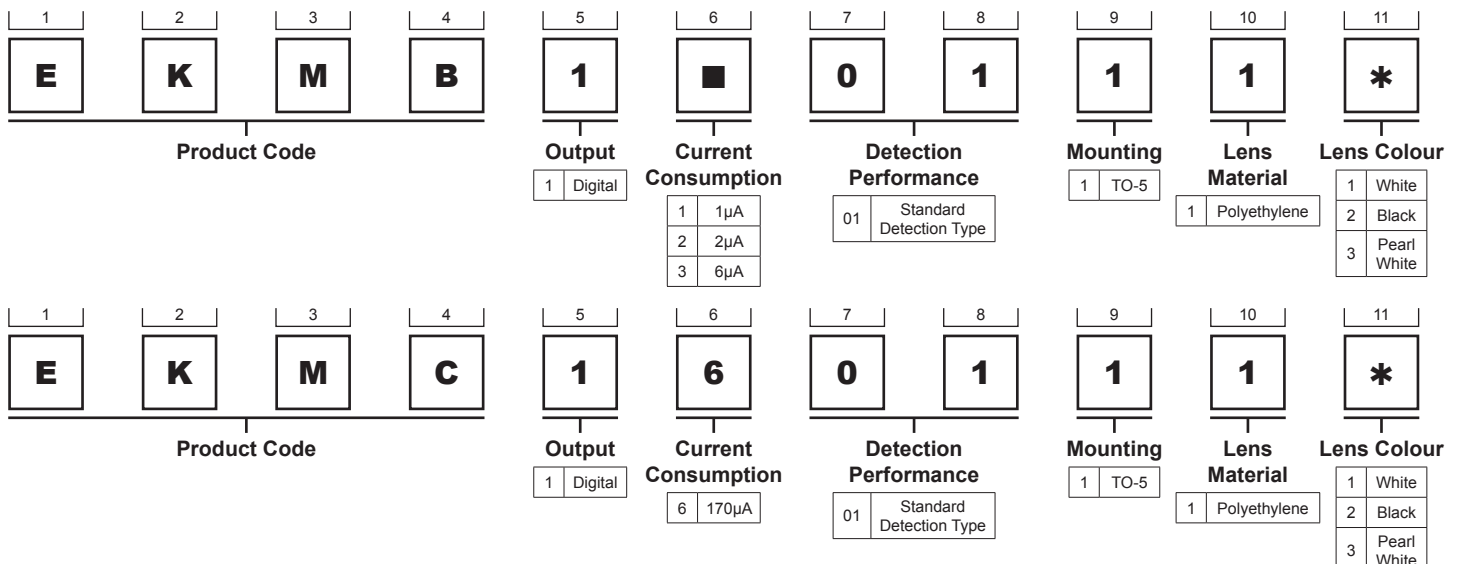 1 2 3 4 5 6 7 8 9 10 11
E K M B 1 ■ 0 1 1 1 *
Product Code Output Current Consumption Detection Performance Mounting Lens Material Lens Colour
1 Digital
1 1µA
2 2µA
3 6µA
01 Standard Detection Type
1 TO-5
1 Polyethylene
1 White
2 Black
3 Pearl White
1 2 3 4 5 6 7 8 9 10 11
E K M C 1 6 0 1 1 1 *
Product Code Output Current Consumption Detection Performance Mounting Lens Material Lens Colour
1 Digital
6 170µA
01 Standard Detection Type
1 TO-5
1 Polyethylene
1 White
2 Black
3 Pearl White